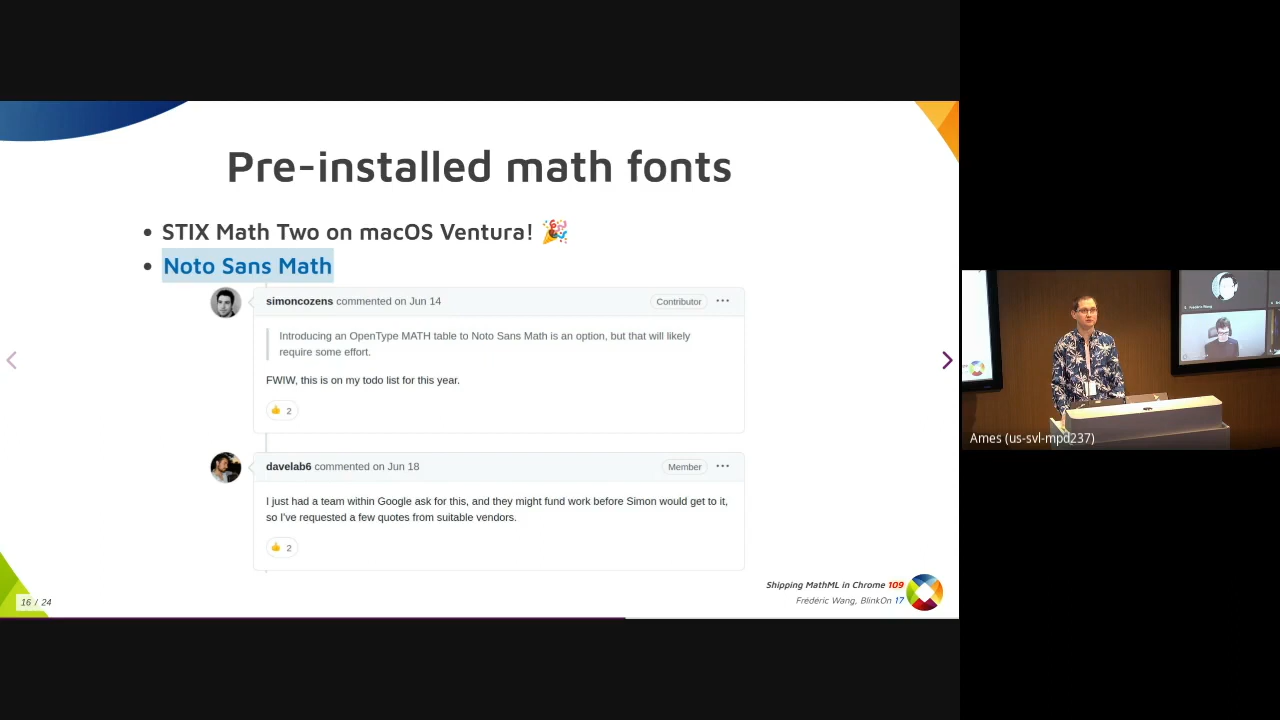 Pre-installed math fonts
• STIX Math Two on macOS Ventura! 🎉
• Noto Sans Math
simoncozens commented on Jun 14
Contributor
Introducing an OpenType MATH table to Noto Sans Math is an option, but that will likely
require some effort.
FWIW, this is on my todo list for this year.
👍 2
davelab6 commented on Jun 18
Member
I just had a team within Google ask for this, and they might fund work before Simon would get to it,
so I've requested a few quotes from suitable vendors.
👍 2
16 / 24
Shipping MathML in Chrome 109
Frédéric Wang, BlinkOn 17
Ames (us-svl-mpd237)